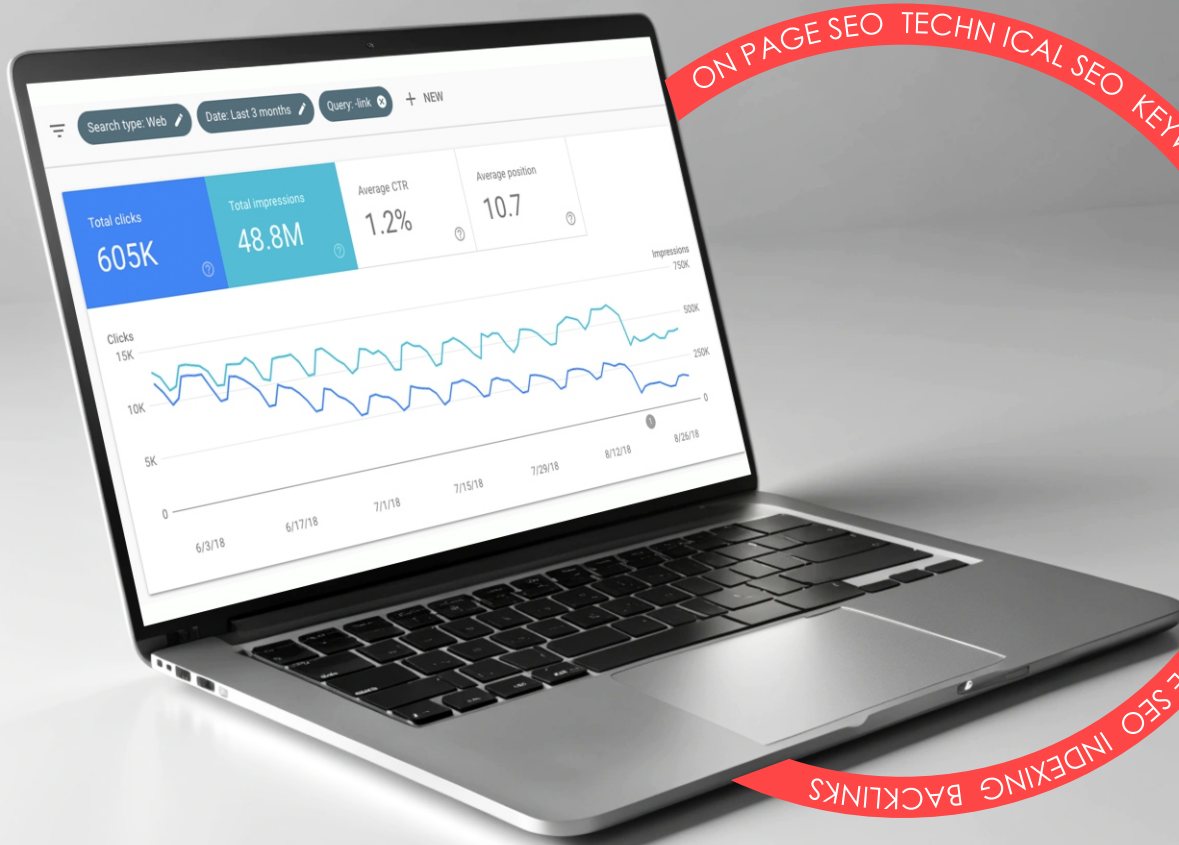 Search type: Web
Date: Last 3 months
Query: -link
+ NEW
Total clicks
605K
Total impressions
48.8M
Average CTR
1.2%
Average position
10.7
Clicks
Impressions
15K
10K
5K
0
750K
500K
250K
0
6/3/18
6/17/18
7/1/18
7/15/18
7/29/18
8/12/18
8/26/18
ON PAGE SEO TECHN ICAL SEO
SEO INDEXING BACKLINKS